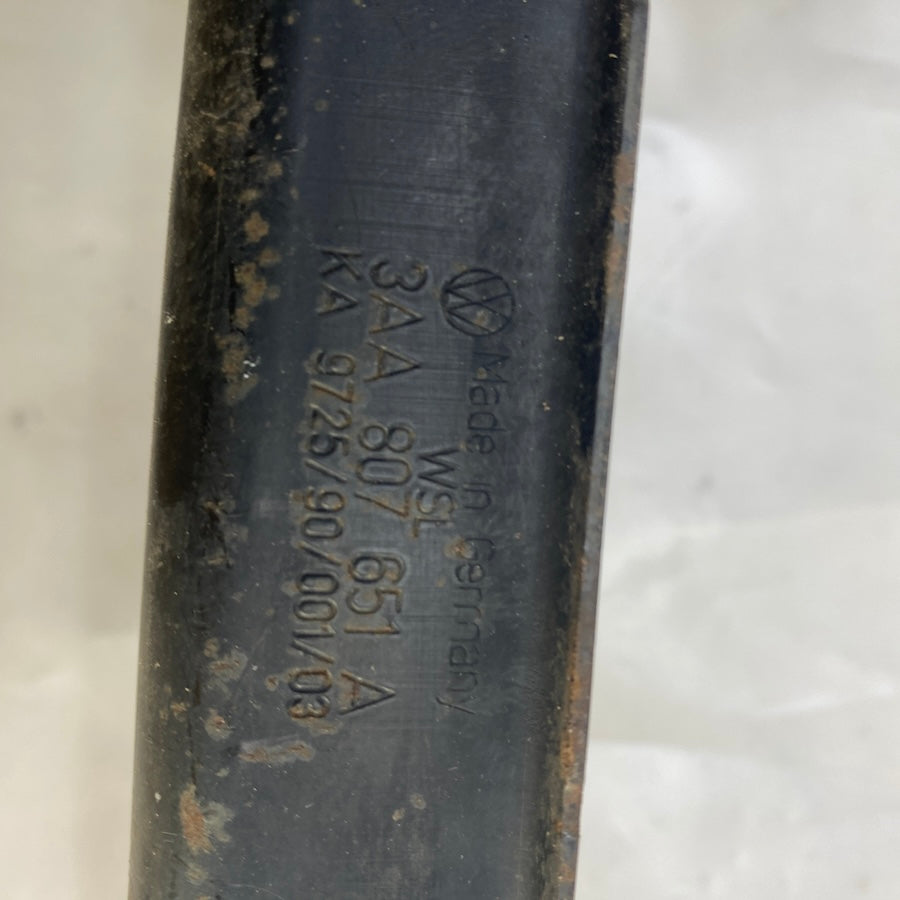 Made in Germany
WSL
3AA 807 651 A
KA 9725/90/001/03